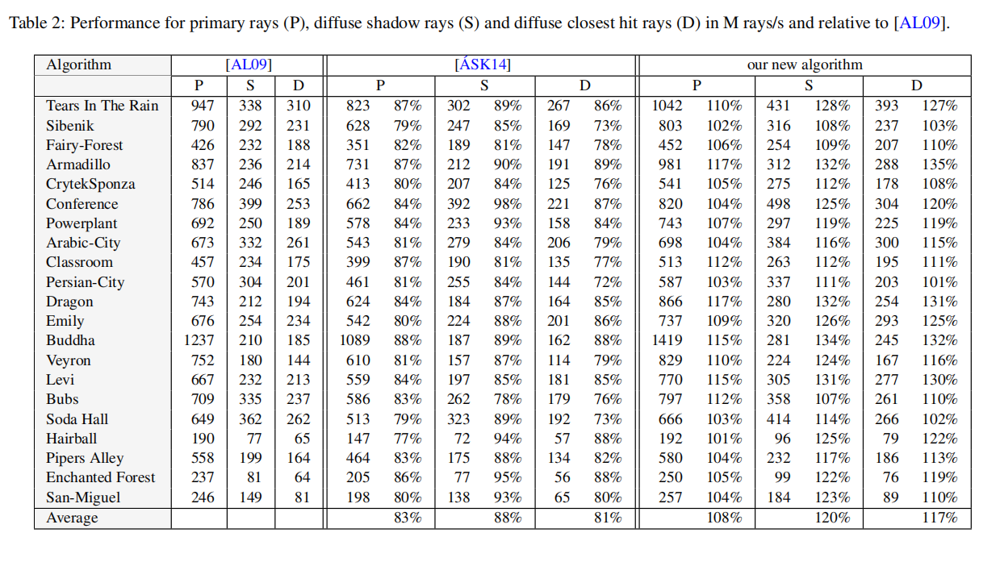 Table 2: Performance for primary rays (P), diffuse shadow rays (S) and diffuse closest hit rays (D) in M rays/s and relative to [AL09].
Algorithm [AL09] [ÁSK14] our new algorithm
P S D P S D P S D
Tears In The Rain 947 338 310 823 87% 302 89% 267 86% 1042 110% 431 128% 393 127%
Sibenik 790 292 231 628 79% 247 85% 169 73% 803 102% 316 108% 237 103%
Fairy-Forest 426 232 188 351 82% 189 81% 147 78% 452 106% 254 109% 207 110%
Armadillo 837 236 214 731 87% 212 90% 191 89% 981 117% 312 132% 288 135%
CrytekSponza 514 246 165 413 80% 207 84% 125 76% 541 105% 275 112% 178 108%
Conference 786 399 253 662 84% 392 98% 221 87% 820 104% 498 125% 304 120%
Powerplant 692 250 189 578 84% 233 93% 158 84% 743 107% 297 119% 225 119%
Arabic-City 673 332 261 543 81% 279 84% 206 79% 698 104% 384 116% 300 115%
Classroom 457 234 175 399 87% 190 81% 135 77% 513 112% 263 112% 195 111%
Persian-City 570 304 201 461 81% 255 84% 144 72% 587 103% 337 111% 203 101%
Dragon 743 212 194 624 84% 184 87% 164 85% 866 117% 280 132% 254 131%
Emily 676 254 234 542 80% 224 88% 201 86% 737 109% 320 126% 293 125%
Buddha 1237 210 185 1089 88% 187 89% 162 88% 1419 115% 281 134% 245 132%
Veyron 752 180 144 610 81% 157 87% 114 79% 829 110% 224 124% 167 116%
Levi 667 232 213 559 84% 197 85% 181 85% 770 115% 305 131% 277 130%
Bubs 709 335 237 586 83% 262 78% 179 76% 797 112% 358 107% 261 110%
Soda Hall 649 362 262 513 79% 323 89% 192 73% 666 103% 414 114% 266 102%
Hairball 190 77 65 147 77% 72 94% 57 88% 192 101% 96 125% 79 122%
Pipers Alley 558 199 164 464 83% 175 88% 134 82% 580 104% 232 117% 186 113%
Enchanted Forest 237 81 64 205 86% 77 95% 56 88% 250 105% 99 122% 76 119%
San-Miguel 246 149 81 198 80% 138 93% 65 80% 257 104% 184 123% 89 110%
Average 83% 88% 81% 108% 120% 117%